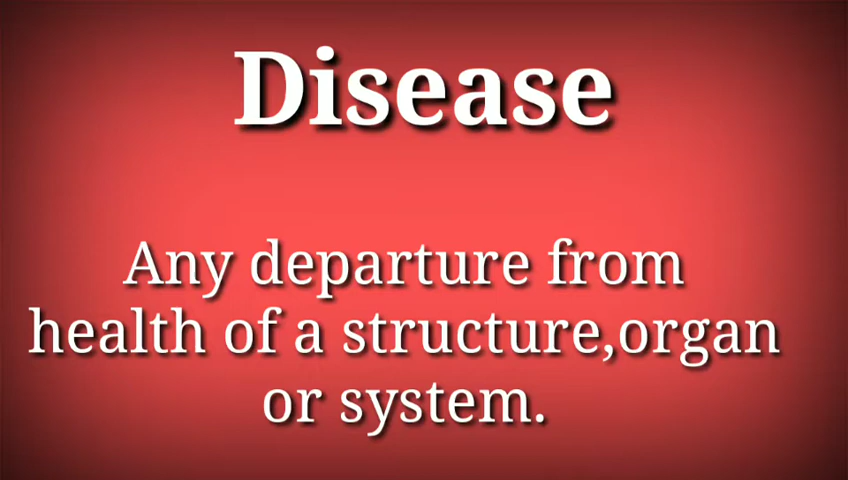 Disease
Any departure from
health of a structure,organ
or system.